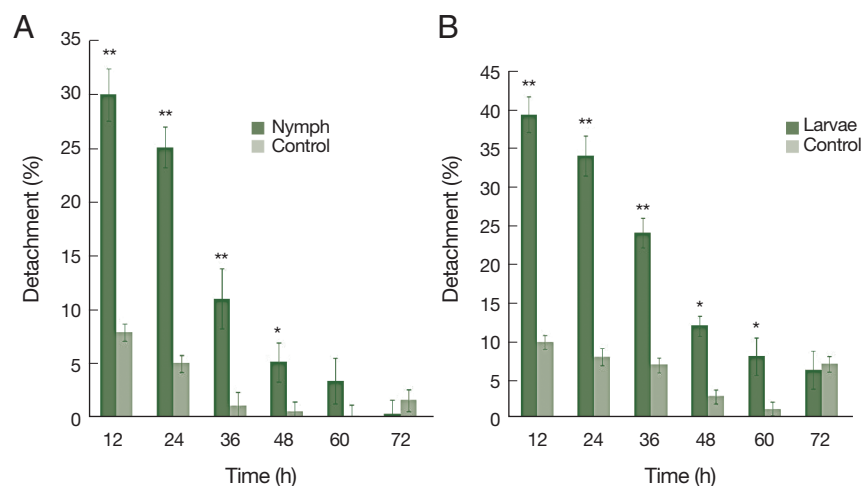 A
35
30
25
20
15
10
5
0
Detachment (%)
**
**
**
*
Nymph
Control
12 24 36 48 60 72
Time (h)
B
45
40
35
30
25
20
15
10
5
0
Detachment (%)
**
**
**
*
*
Larvae
Control
12 24 36 48 60 72
Time (h)